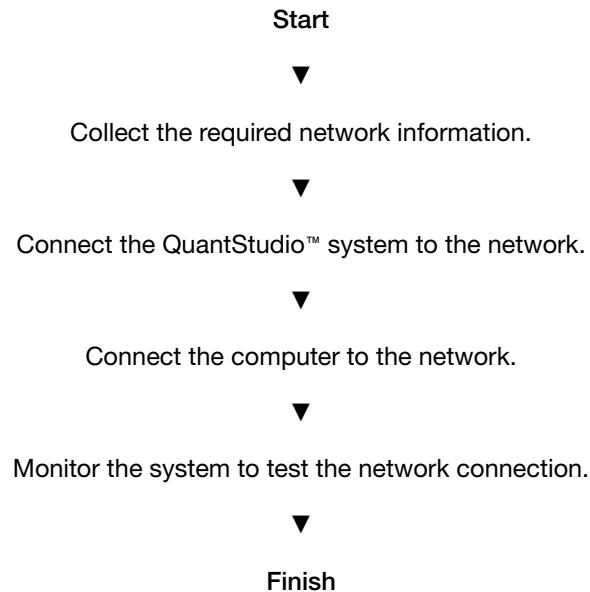 Start
▼
Collect the required network information.
▼
Connect the QuantStudio™ system to the network.
▼
Connect the computer to the network.
▼
Monitor the system to test the network connection.
▼
Finish